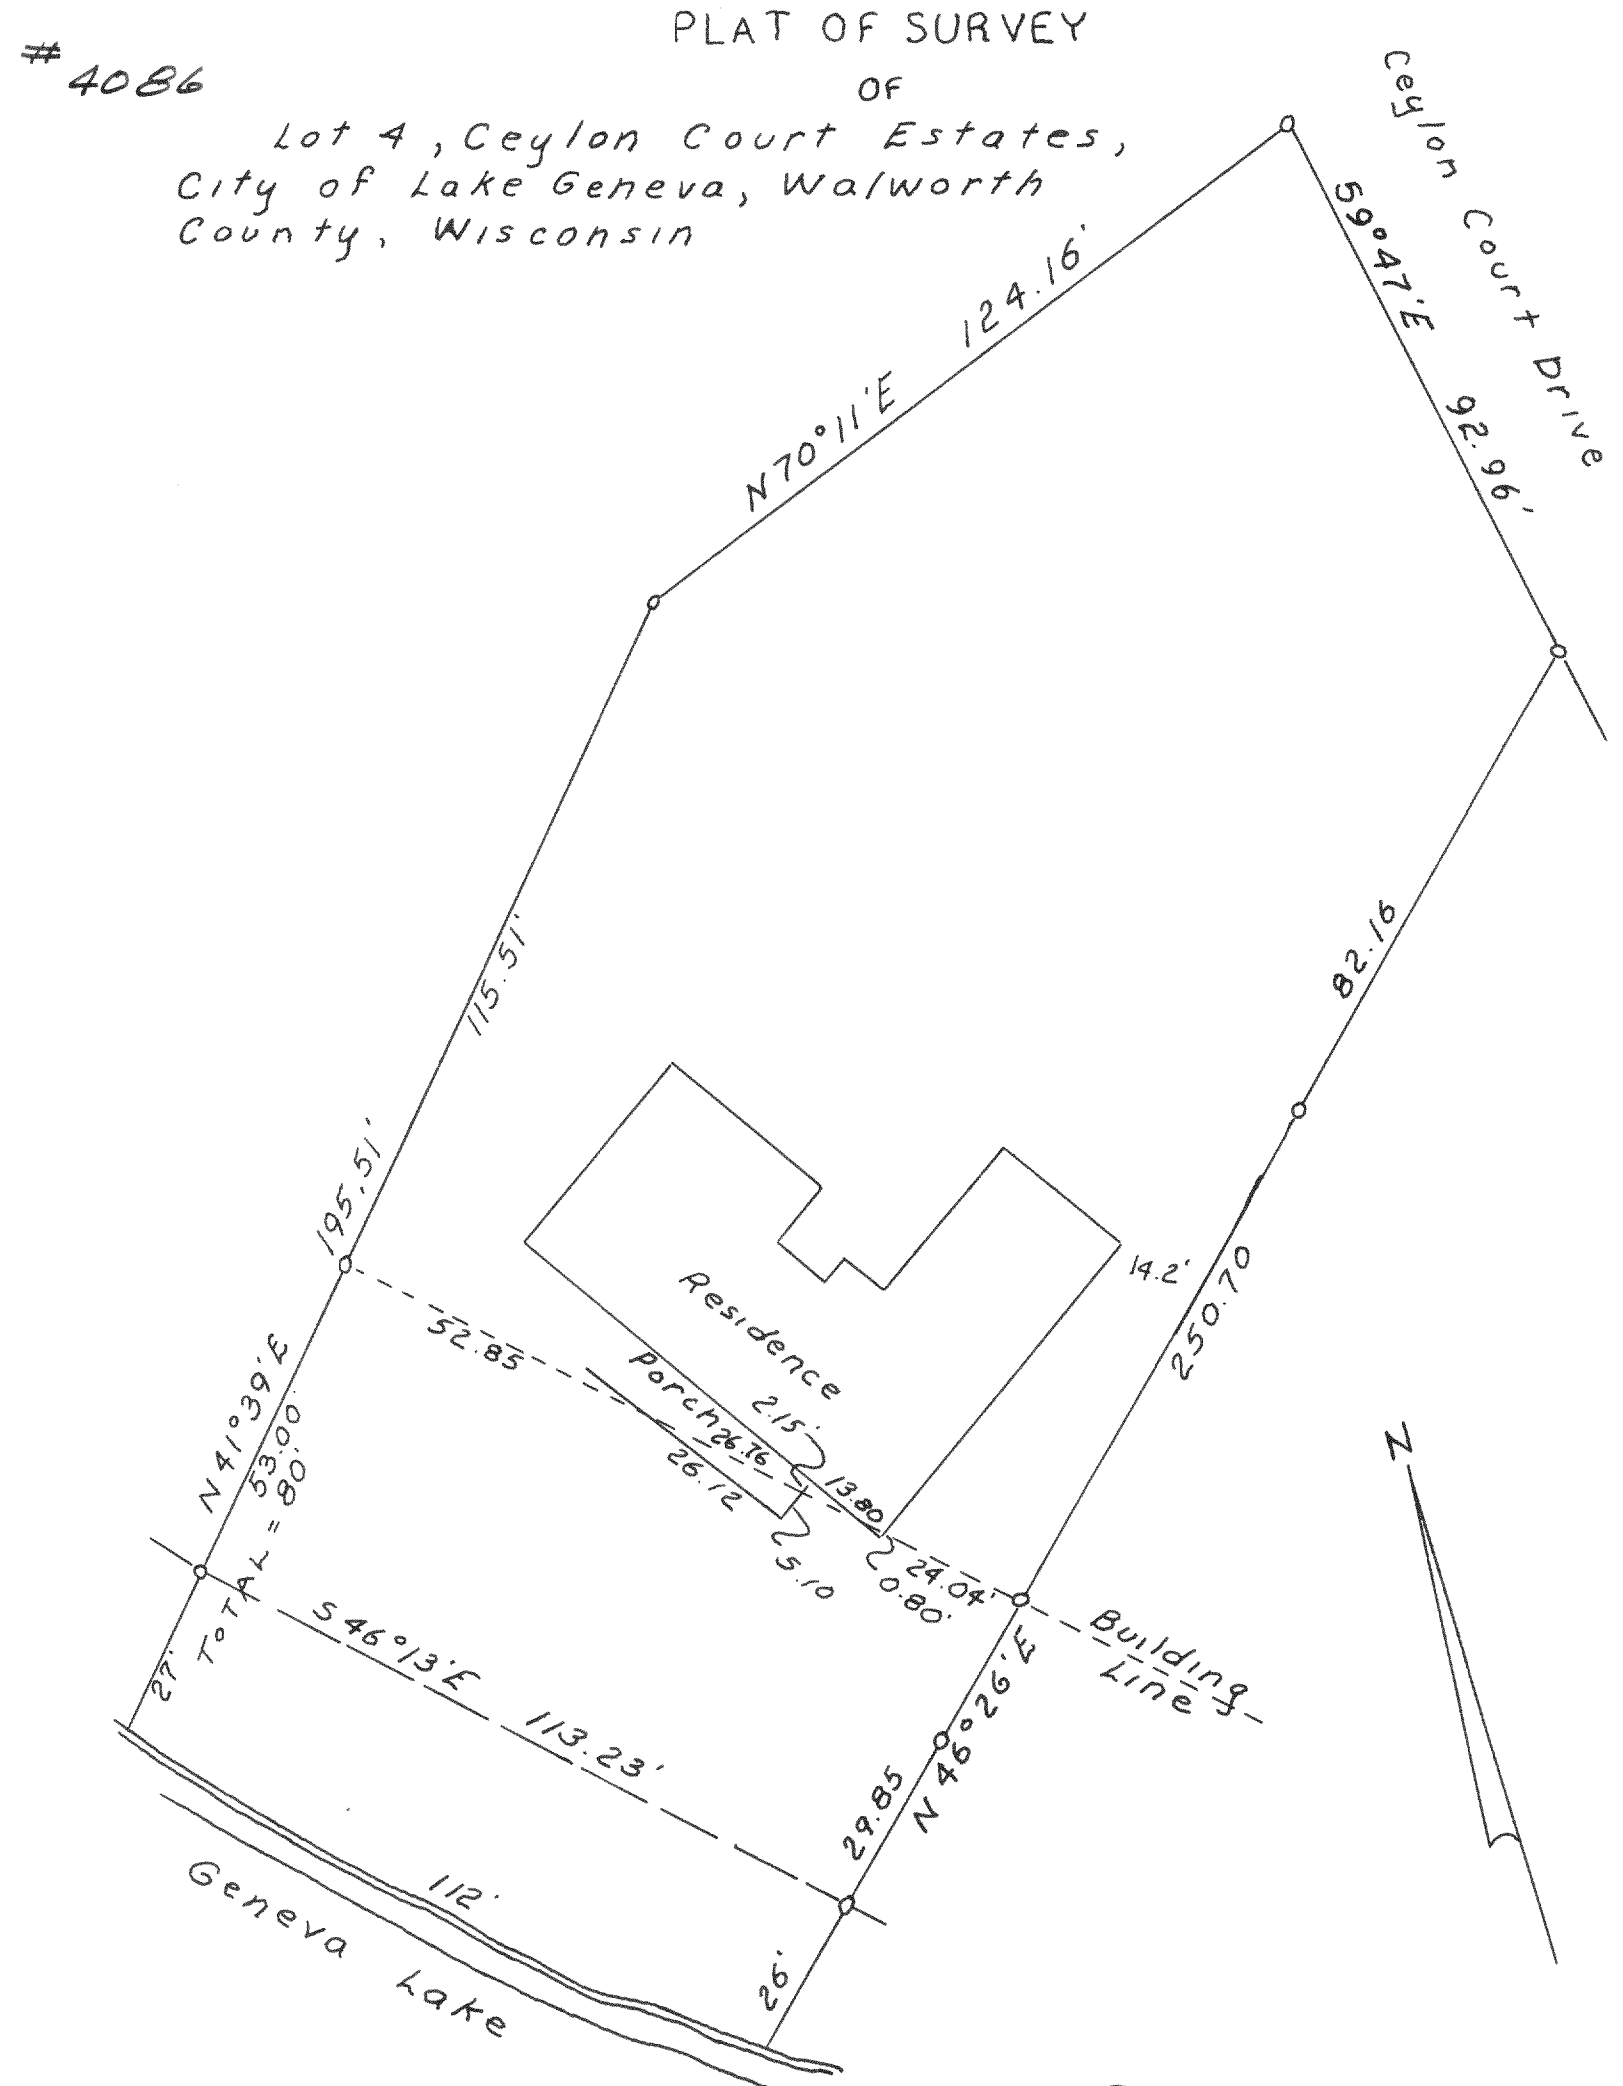 PLAT OF SURVEY
# 4086
OF
Lot 4, Ceylon Court Estates,
City of Lake Geneva, Walworth
County, Wisconsin
Ceylon Court Drive
59°47'E 92.96'
N70°11'E 124.16'
115.51'
195.51'
82.16
250.70
14.2'
Residence
Porch
52.85
2.15'
26.76
26.12
13.80
5.10
24.04'
0.80'
N41°39'E
53.00'
TOTAL = 80'
27'
S46°13'E 113.23'
Building
Line
N46°26'E
29.85
26'
112'
Geneva Lake
N